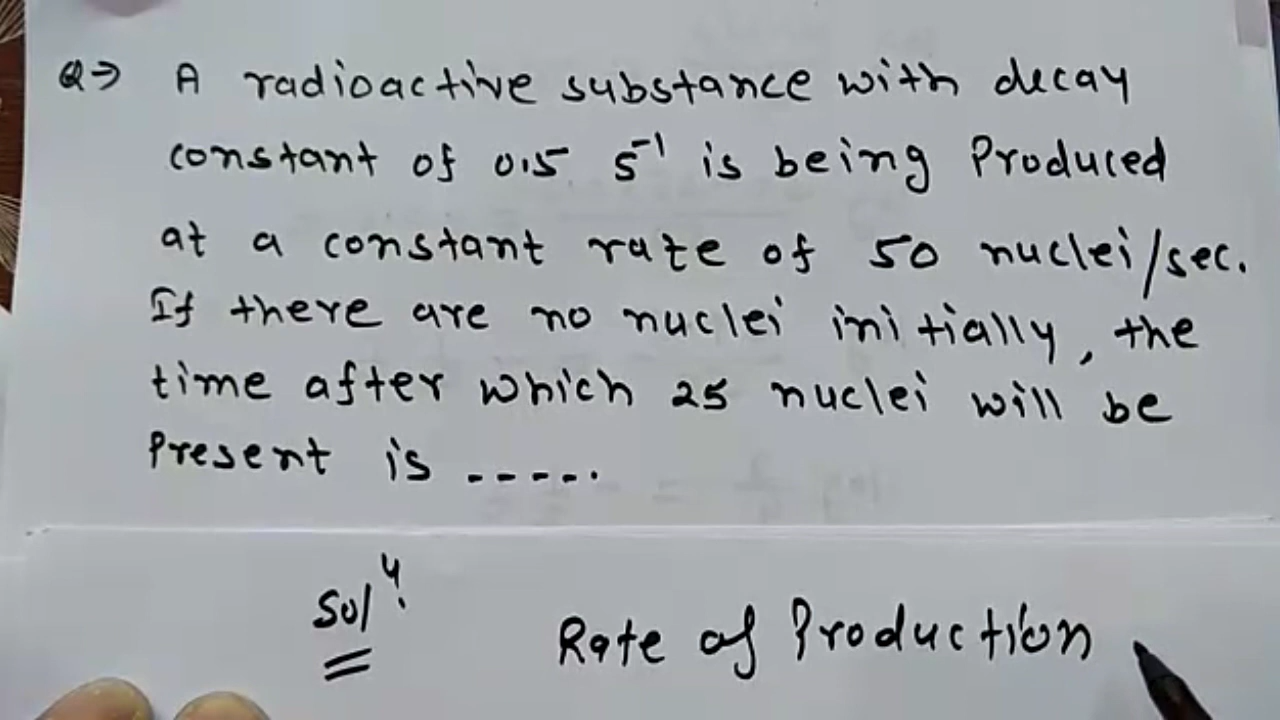 Q⇒ A radioactive substance with decay
constant of 0.5 s⁻¹ is being Produced
at a constant rate of 50 nuclei/sec.
If there are no nuclei initially, the
time after which 25 nuclei will be
Present is -----.
Solⁿ:
Rate of Production